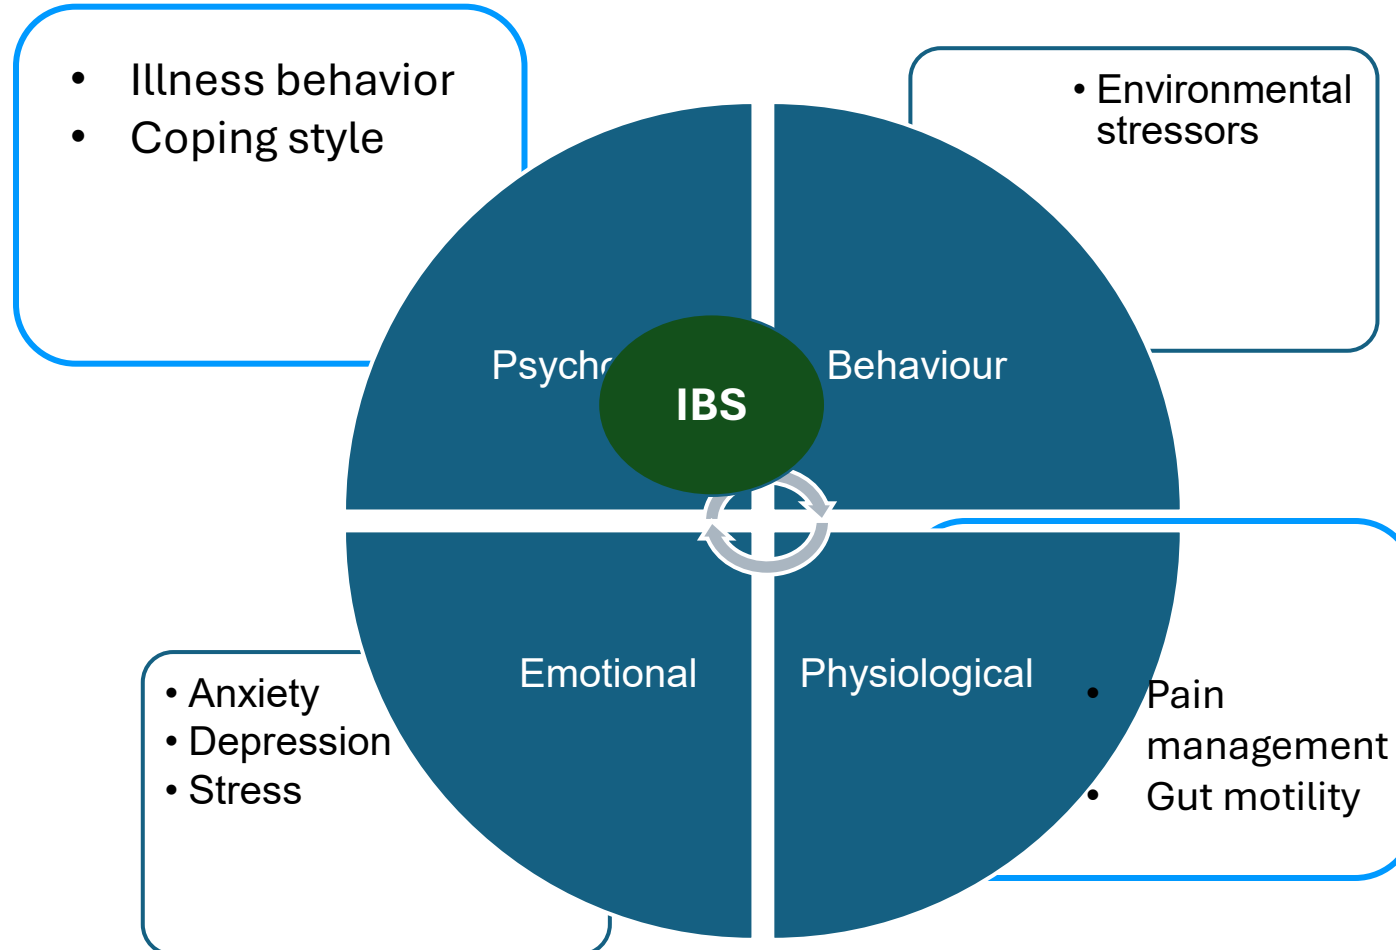 • Illness behavior
• Coping style
• Environmental
stressors
Behaviour
IBS
Emotional
Physiological
• Anxiety
• Depression
• Stress
• Pain
management
• Gut motility